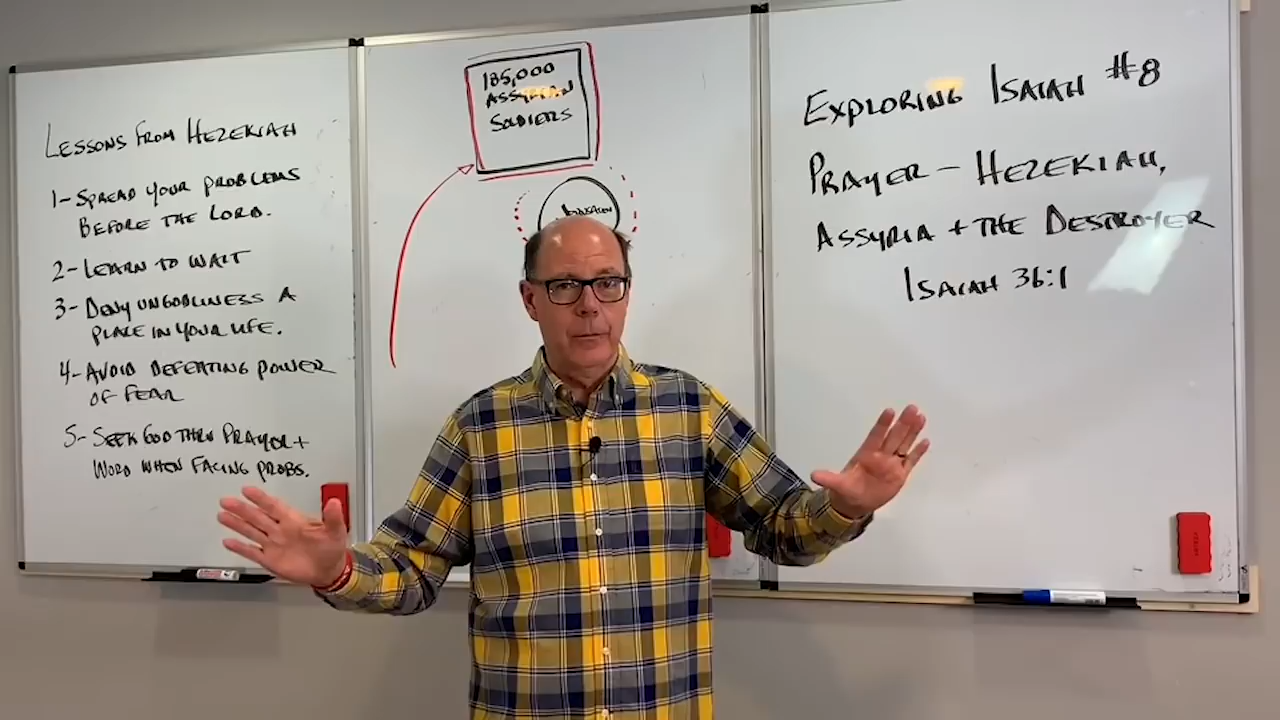 LESSONS FROM HEZEKIAH
1- SPREAD YOUR PROBLEMS
BEFORE THE LORD.
2- LEARN TO WAIT
3- DENY UNGODLINESS A
PLACE IN YOUR LIFE.
4- AVOID DEFEATING POWER
OF FEAR
5- SEEK GOD THRU PRAYER +
WORD WHEN FACING PROBS.
185,000
ASSYRIAN
SOLDIERS
JERUSALEM
EXPLORING ISAIAH #8
PRAYER - HEZEKIAH,
ASSYRIA + THE DESTROYER
ISAIAH 36:1